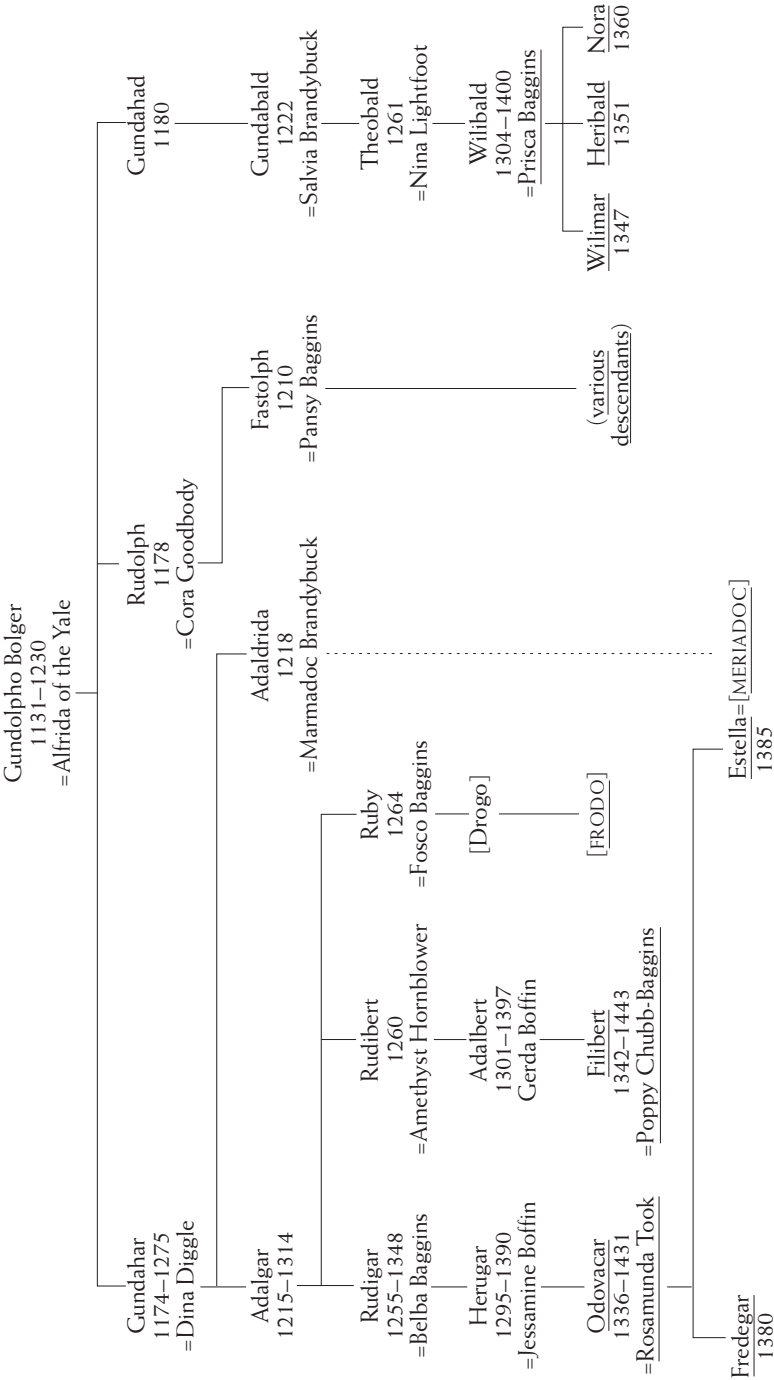 Gundolpho Bolger
1131–1230
=Alfrida of the Yale
Gundahar
1174–1275
=Dina Diggle
Rudolph
1178
=Cora Goodbody
Gundahad
1180
Adalgar
1215–1314
Adaldrida
1218
=Marmadoc Brandybuck
Fastolph
1210
=Pansy Baggins
Gundabald
1222
=Salvia Brandybuck
Rudigar
1255–1348
=Belba Baggins
Rudibert
1260
=Amethyst Hornblower
Ruby
1264
=Fosco Baggins
Theobald
1261
=Nina Lightfoot
Herugar
1295–1390
=Jessamine Boffin
Adalbert
1301–1397
Gerda Boffin
[Drogo]
Wilibald
1304–1400
=Prisca Baggins
Odovacar
1336–1431
=Rosamunda Took
Filibert
1342–1443
=Poppy Chubb-Baggins
[FRODO]
(various
descendants)
Wilimar
1347
Heribald
1351
Nora
1360
Fredegar
1380
Estella=[MERIADOC]
1385